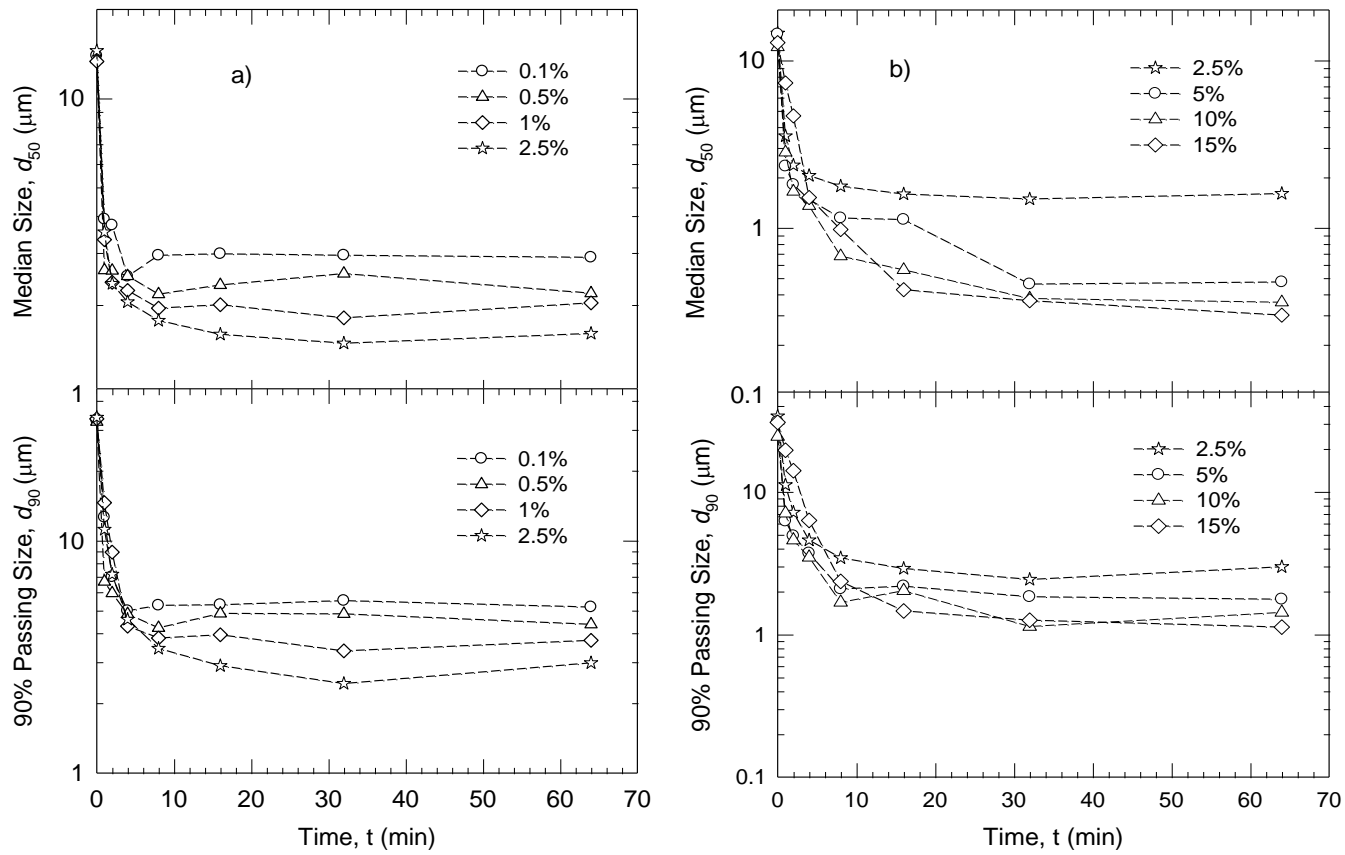 a)
0.1%
0.5%
1%
2.5%
10
1
Median Size, d50 (μm)
0.1%
0.5%
1%
2.5%
10
1
90% Passing Size, d90 (μm)
0 10 20 30 40 50 60 70
Time, t (min)
b)
2.5%
5%
10%
15%
10
1
0.1
Median Size, d50 (μm)
2.5%
5%
10%
15%
10
1
0.1
90% Passing Size, d90 (μm)
0 10 20 30 40 50 60 70
Time, t (min)